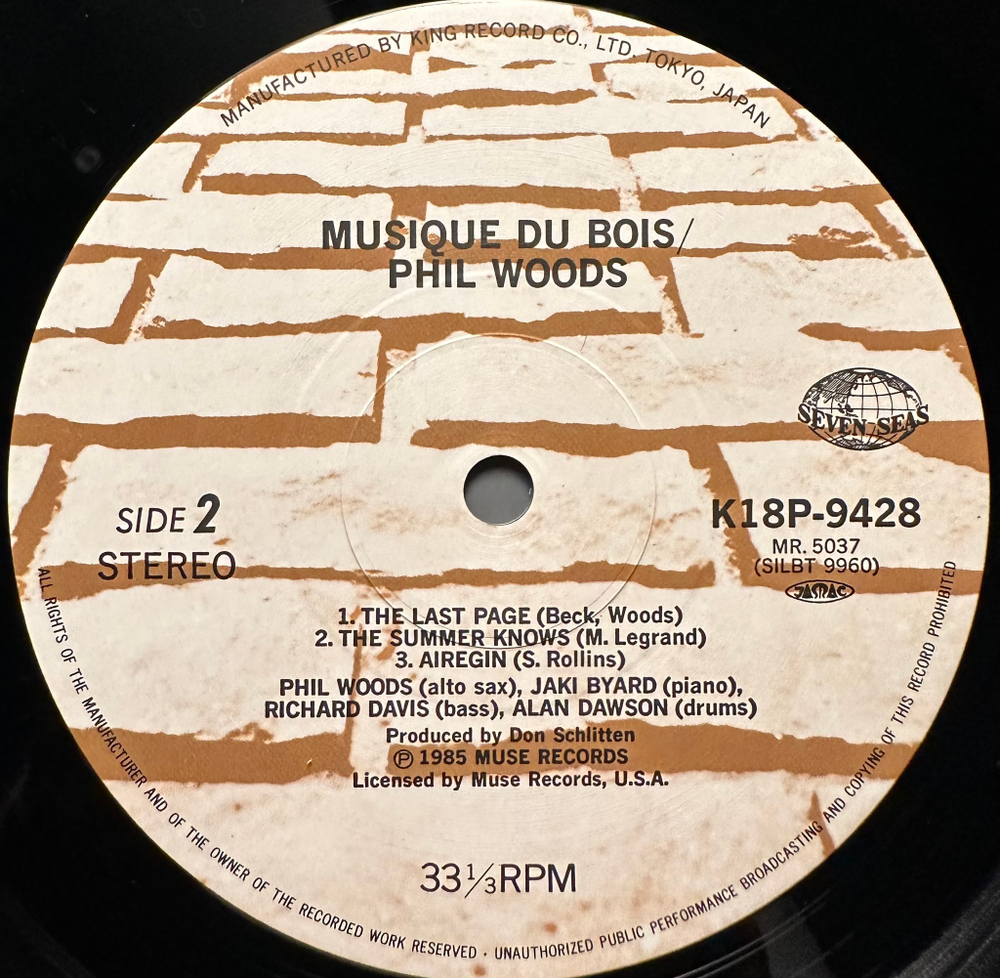 MANUFACTURED BY KING RECORD CO., LTD. TOKYO, JAPAN
MUSIQUE DU BOIS/
PHIL WOODS
SEVEN SEAS
SIDE 2
STEREO
K18P-9428
MR. 5037
(SILBT 9960)
JASRAC
1. THE LAST PAGE (Beck, Woods)
2. THE SUMMER KNOWS (M. Legrand)
3. AIREGIN (S. Rollins)
PHIL WOODS (alto sax), JAKI BYARD (piano),
RICHARD DAVIS (bass), ALAN DAWSON (drums)
Produced by Don Schlitten
Ⓟ 1985 MUSE RECORDS
Licensed by Muse Records, U.S.A.
33 1/3 RPM
ALL RIGHTS OF THE MANUFACTURER AND OF THE OWNER OF THE RECORDED WORK RESERVED · UNAUTHORIZED PUBLIC PERFORMANCE BROADCASTING AND COPYING OF THIS RECORD PROHIBITED